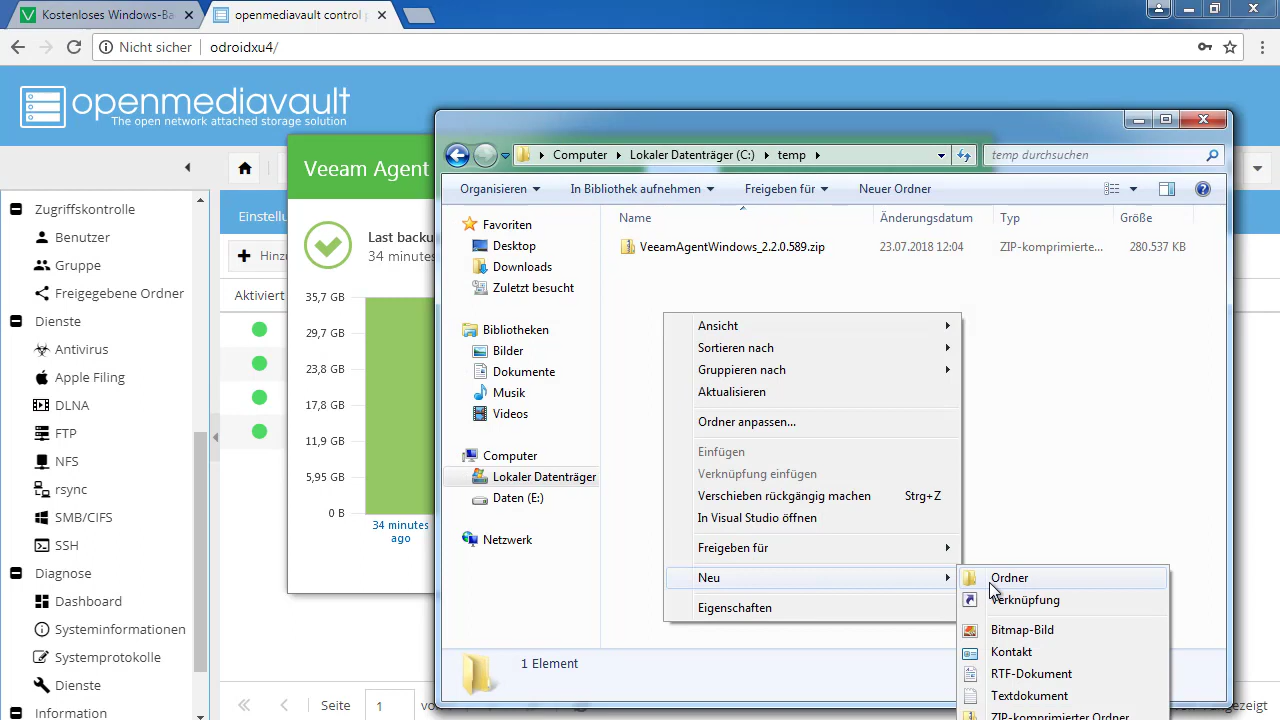 Kostenloses Windows-Ba
openmediavault control
Nicht sicher
odroidxu4/
openmediavault
The open network attached storage solution
Zugriffskontrolle
Benutzer
Gruppe
Freigegebene Ordner
Dienste
Antivirus
Apple Filing
DLNA
FTP
NFS
rsync
SMB/CIFS
SSH
Diagnose
Dashboard
Systeminformationen
Systemprotokolle
Dienste
Information
Aktiviert
Seite
1
Veeam Agent
34 minutes
35,7 GB
29,7 GB
23,8 GB
17,8 GB
11,9 GB
5,95 GB
0 B
34 minutes
ago
Computer
Lokaler Datenträger (C:)
temp
temp durchsuchen
Organisieren
In Bibliothek aufnehmen
Freigeben für
Neuer Ordner
Name
Änderungsdatum
Typ
Größe
VeeamAgentWindows_2.2.0.589.zip
23.07.2018 12:04
ZIP-komprimierte...
280.537 KB
Favoriten
Desktop
Downloads
Zuletzt besucht
Bibliotheken
Bilder
Dokumente
Musik
Videos
Computer
Lokaler Datenträger
Daten (E:)
Netzwerk
Ansicht
Sortieren nach
Gruppieren nach
Aktualisieren
Ordner anpassen...
Einfügen
Verknüpfung einfügen
Verschieben rückgängig machen Strg+Z
In Visual Studio öffnen
Freigeben für
Neu
Eigenschaften
Ordner
Verknüpfung
Bitmap-Bild
Kontakt
RTF-Dokument
Textdokument
ZIP-komprimierter Ordner
1 Element